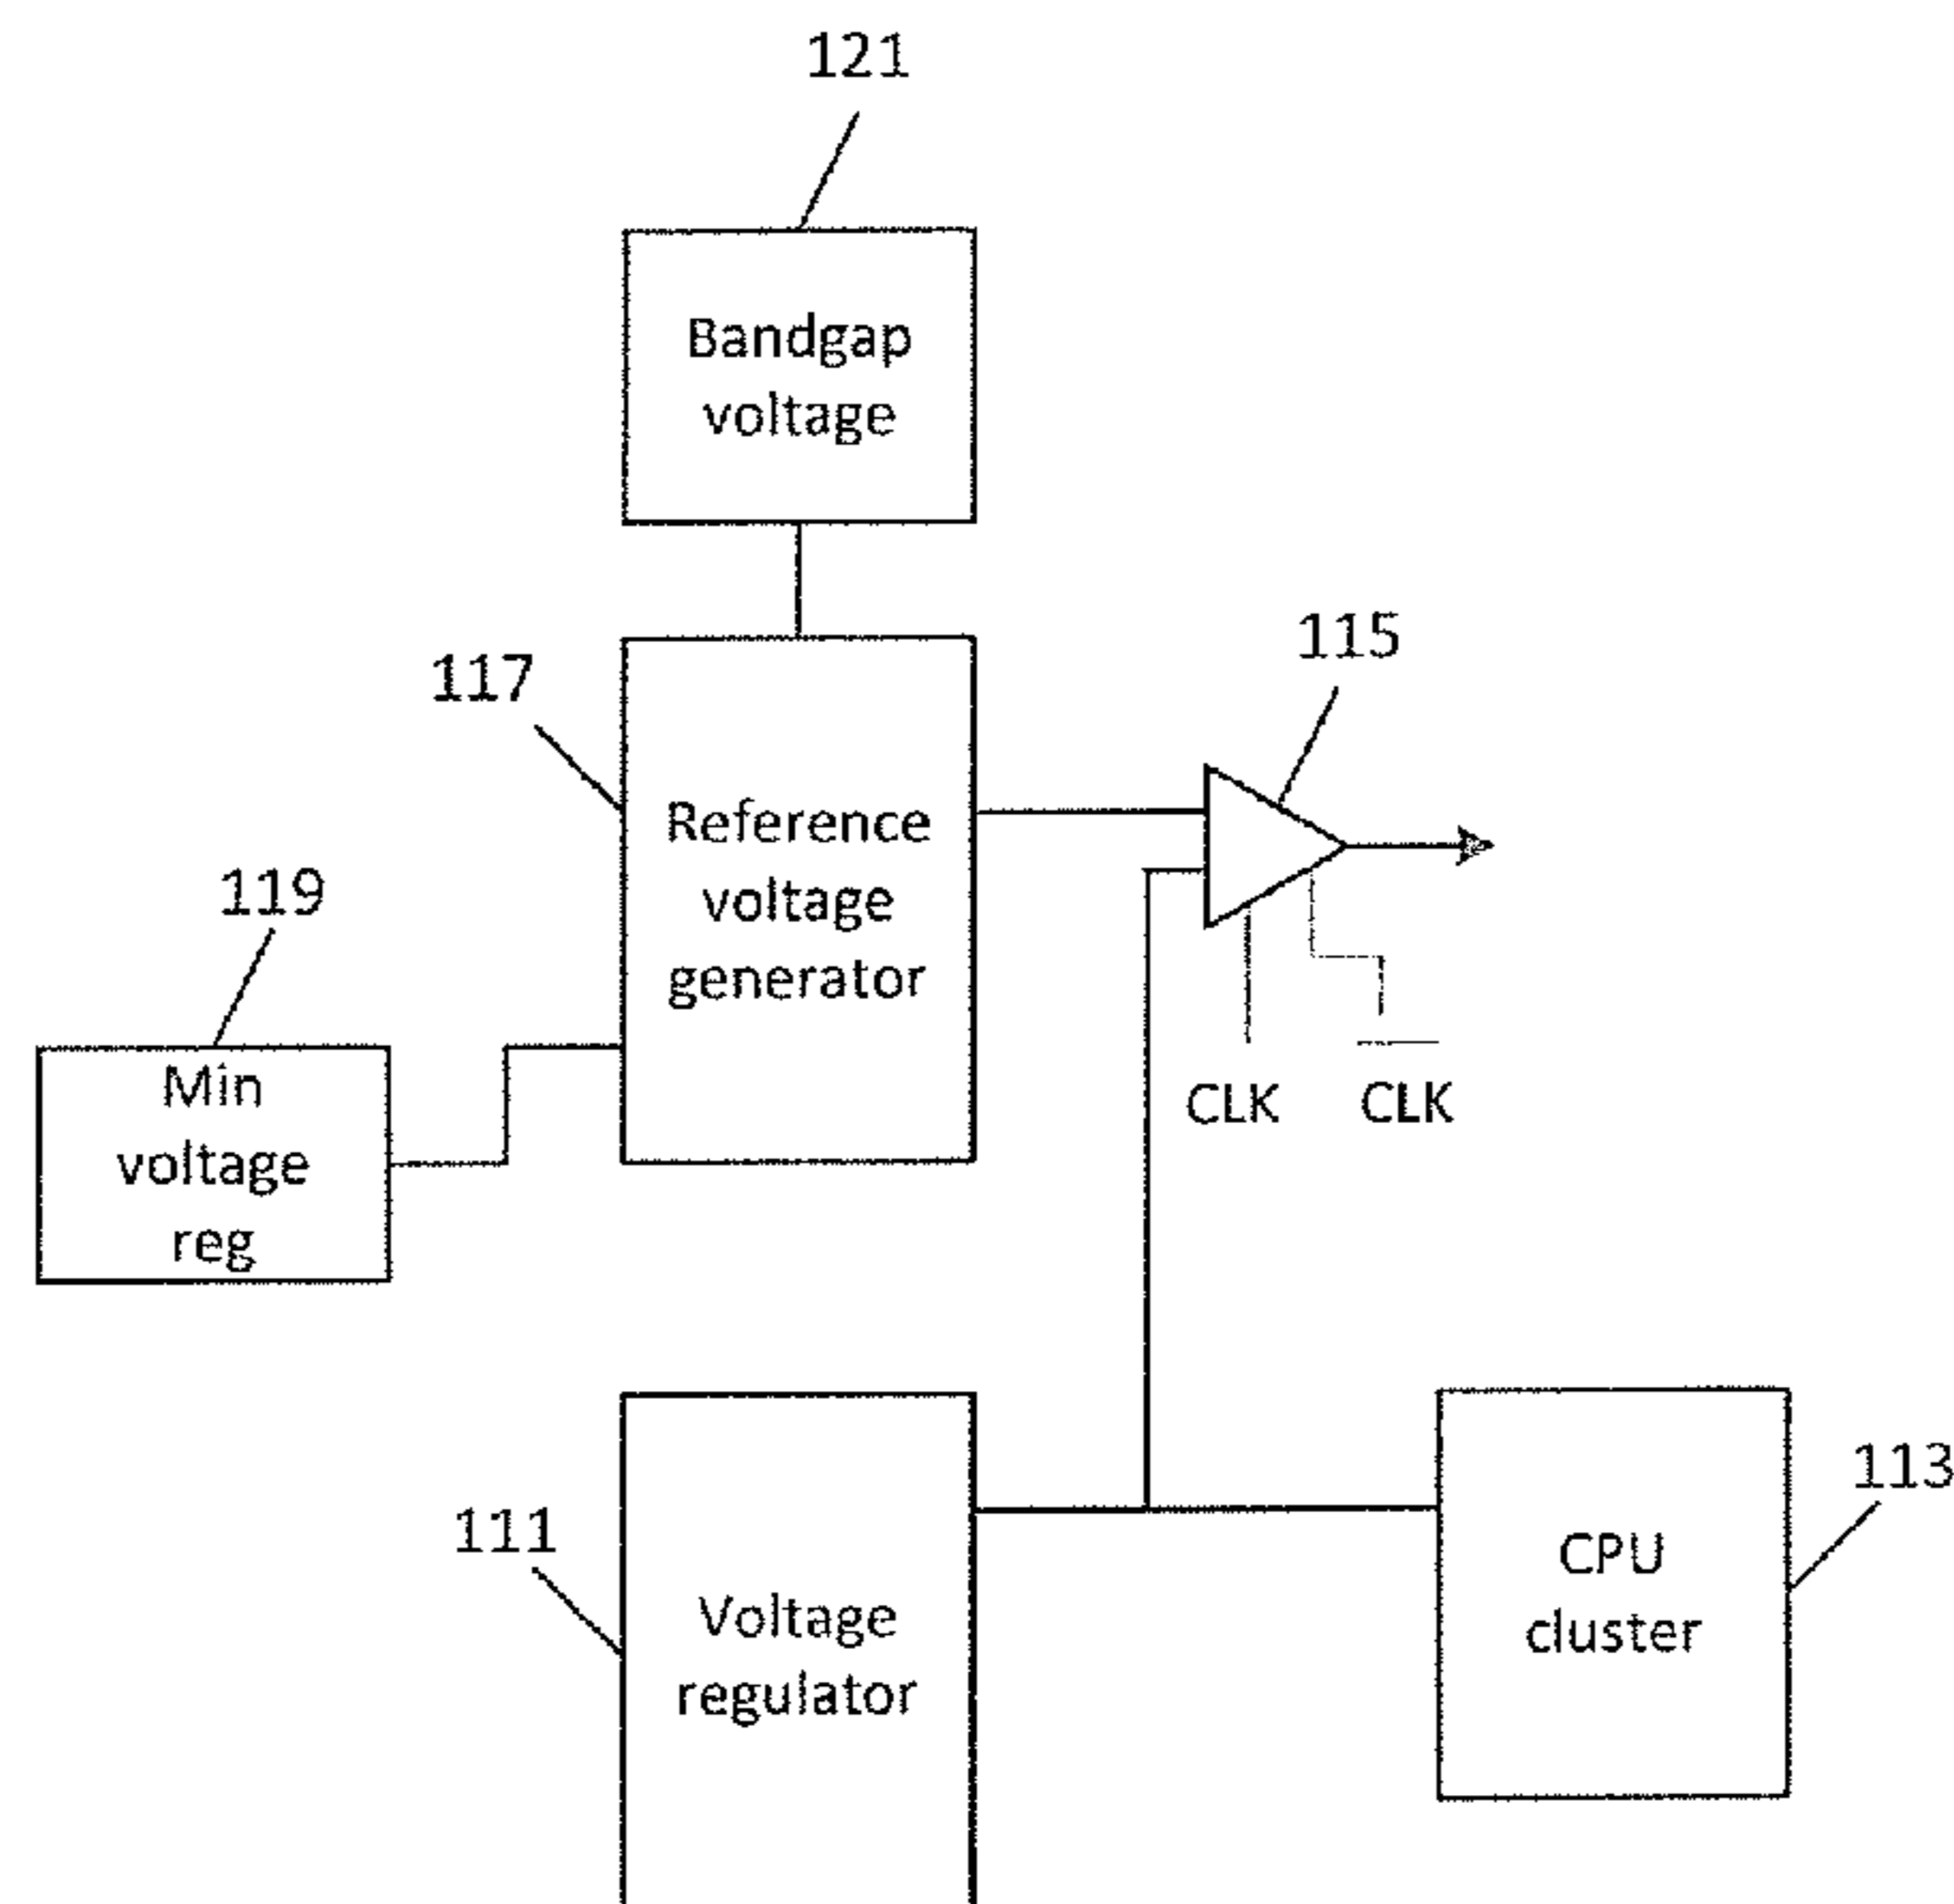 121
Bandgap
voltage
115
117
Reference
voltage
generator
119
Min
voltage
reg
CLK
CLK
111
Voltage
regulator
113
CPU
cluster